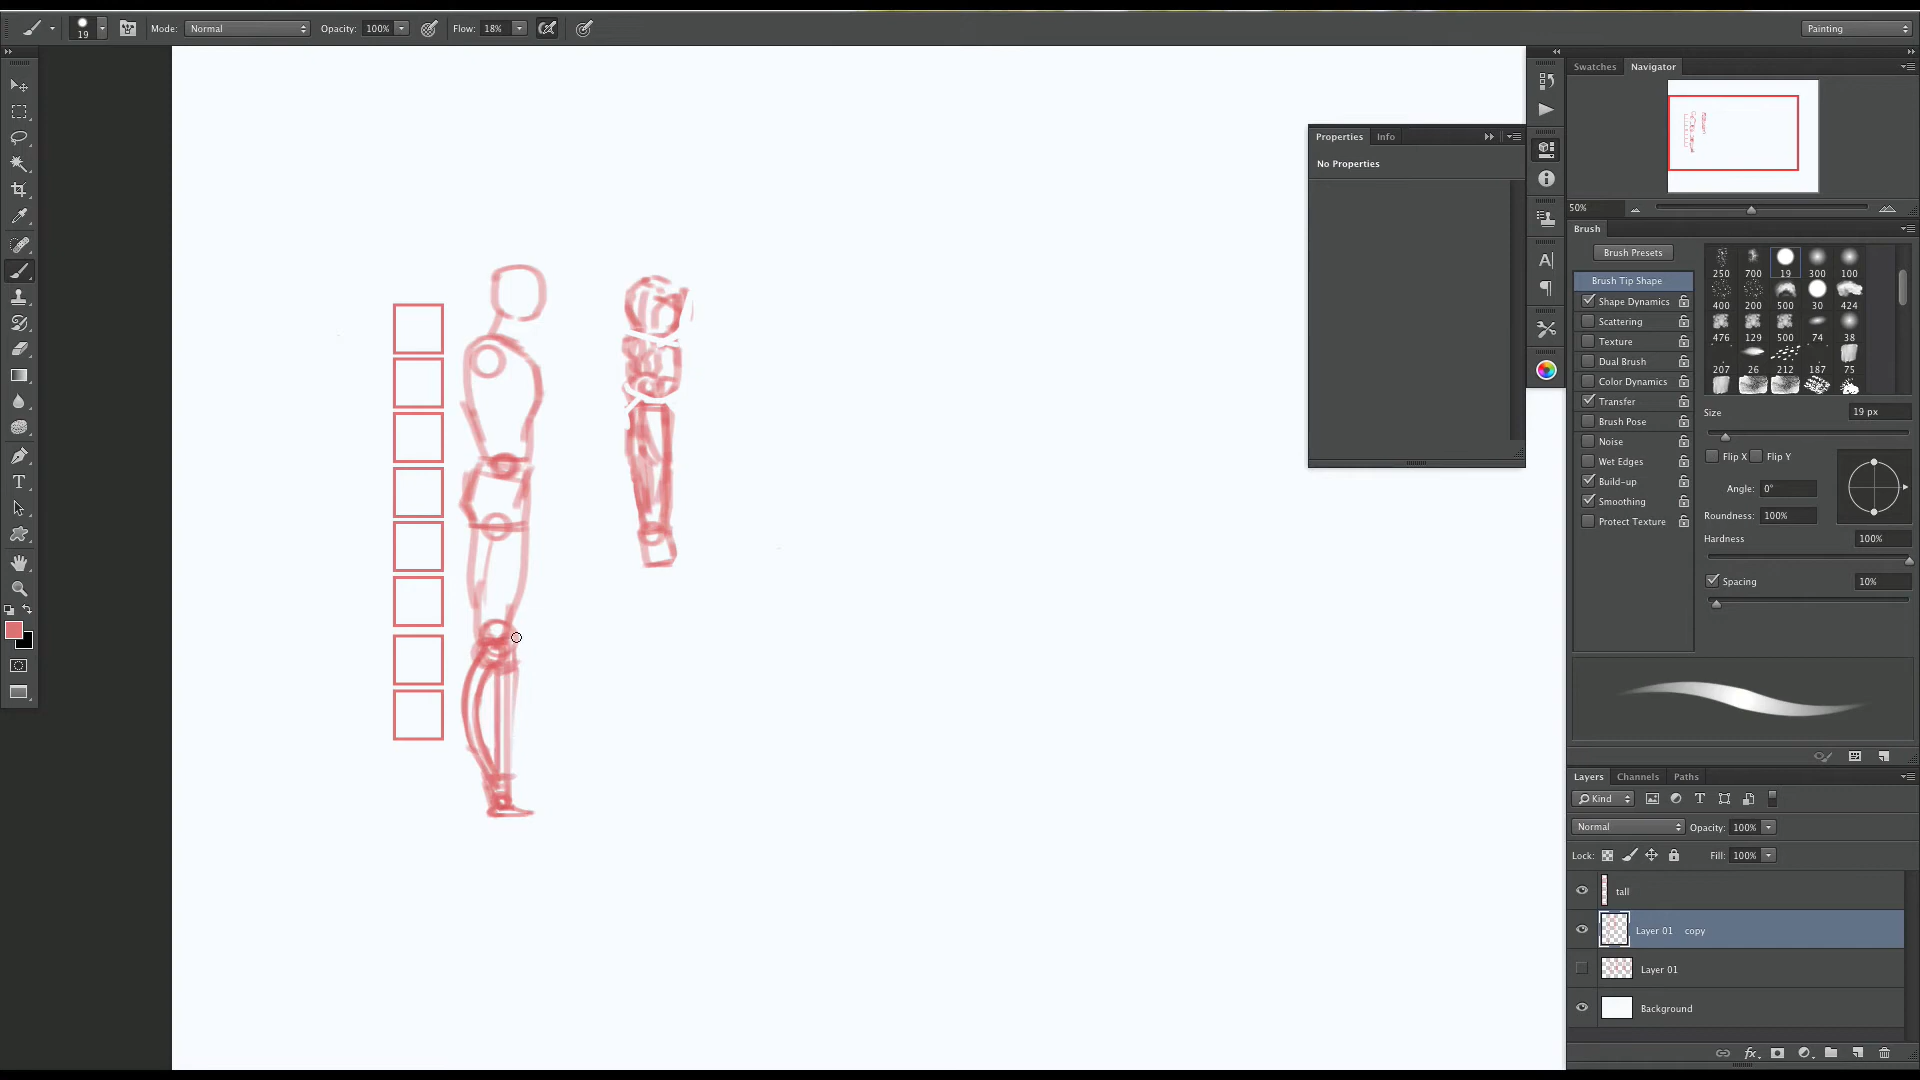 19 Mode: Normal Opacity: 100% Flow: 18% Painting
Swatches Navigator
Properties Info
No Properties
50%
Brush
Brush Presets
250 700 19 300 100
Brush Tip Shape
400 200 500 30 424
Shape Dynamics
Scattering
476 129 500 74 38
Texture
Dual Brush
207 26 212 187 75
Color Dynamics
Transfer
Size 19 px
Brush Pose
Noise
Flip X Flip Y
Wet Edges
Build-up
Angle: 0°
Smoothing
Roundness: 100%
Protect Texture
Hardness 100%
Spacing 10%
Layers Channels Paths
Kind
Normal Opacity: 100%
Lock: Fill: 100%
tall
Layer 01 copy
Layer 01
Background